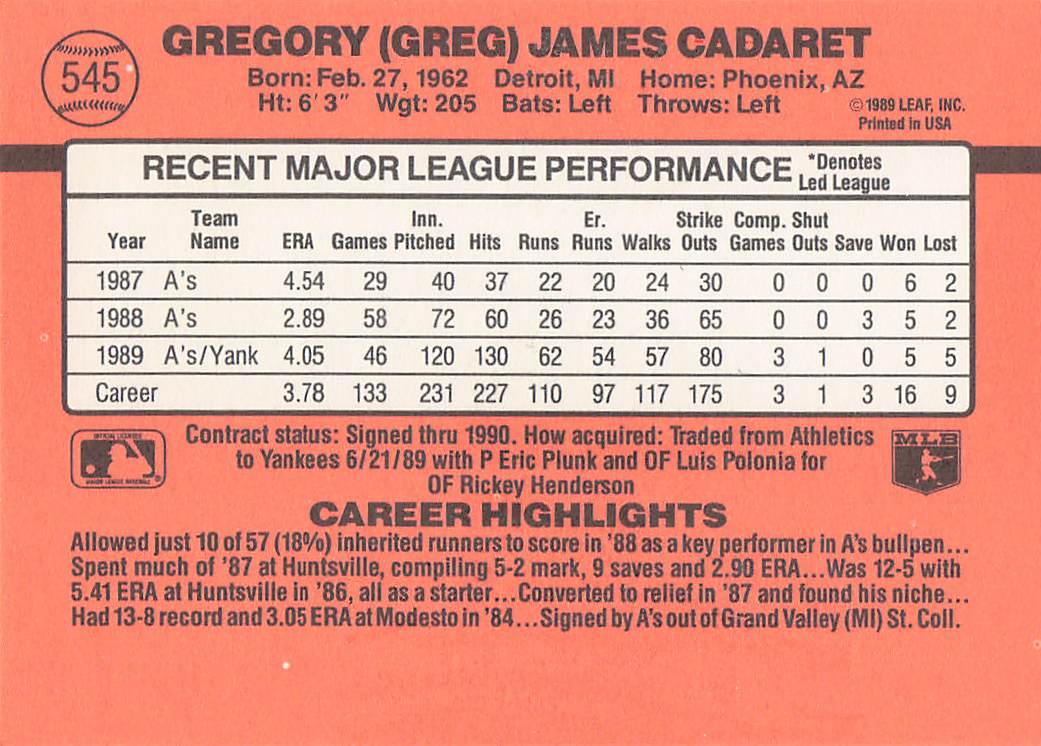 545
GREGORY (GREG) JAMES CADARET
Born: Feb. 27, 1962 Detroit, MI Home: Phoenix, AZ
Ht: 6' 3" Wgt: 205 Bats: Left Throws: Left
©1989 LEAF, INC.
Printed in USA
RECENT MAJOR LEAGUE PERFORMANCE *Denotes
Led League
Team Inn. Er. Strike Comp. Shut
Year Name ERA Games Pitched Hits Runs Runs Walks Outs Games Outs Save Won Lost
1987 A's 4.54 29 40 37 22 20 24 30 0 0 0 6 2
1988 A's 2.89 58 72 60 26 23 36 65 0 0 3 5 2
1989 A's/Yank 4.05 46 120 130 62 54 57 80 3 1 0 5 5
Career 3.78 133 231 227 110 97 117 175 3 1 3 16 9
OFFICIAL LICENSEE
MAJOR LEAGUE BASEBALL ®
Contract status: Signed thru 1990. How acquired: Traded from Athletics
to Yankees 6/21/89 with P Eric Plunk and OF Luis Polonia for
OF Rickey Henderson
MLB
CAREER HIGHLIGHTS
Allowed just 10 of 57 (18%) inherited runners to score in '88 as a key performer in A's bullpen...
Spent much of '87 at Huntsville, compiling 5-2 mark, 9 saves and 2.90 ERA...Was 12-5 with
5.41 ERA at Huntsville in '86, all as a starter...Converted to relief in '87 and found his niche...
Had 13-8 record and 3.05 ERA at Modesto in '84...Signed by A's out of Grand Valley (MI) St. Coll.